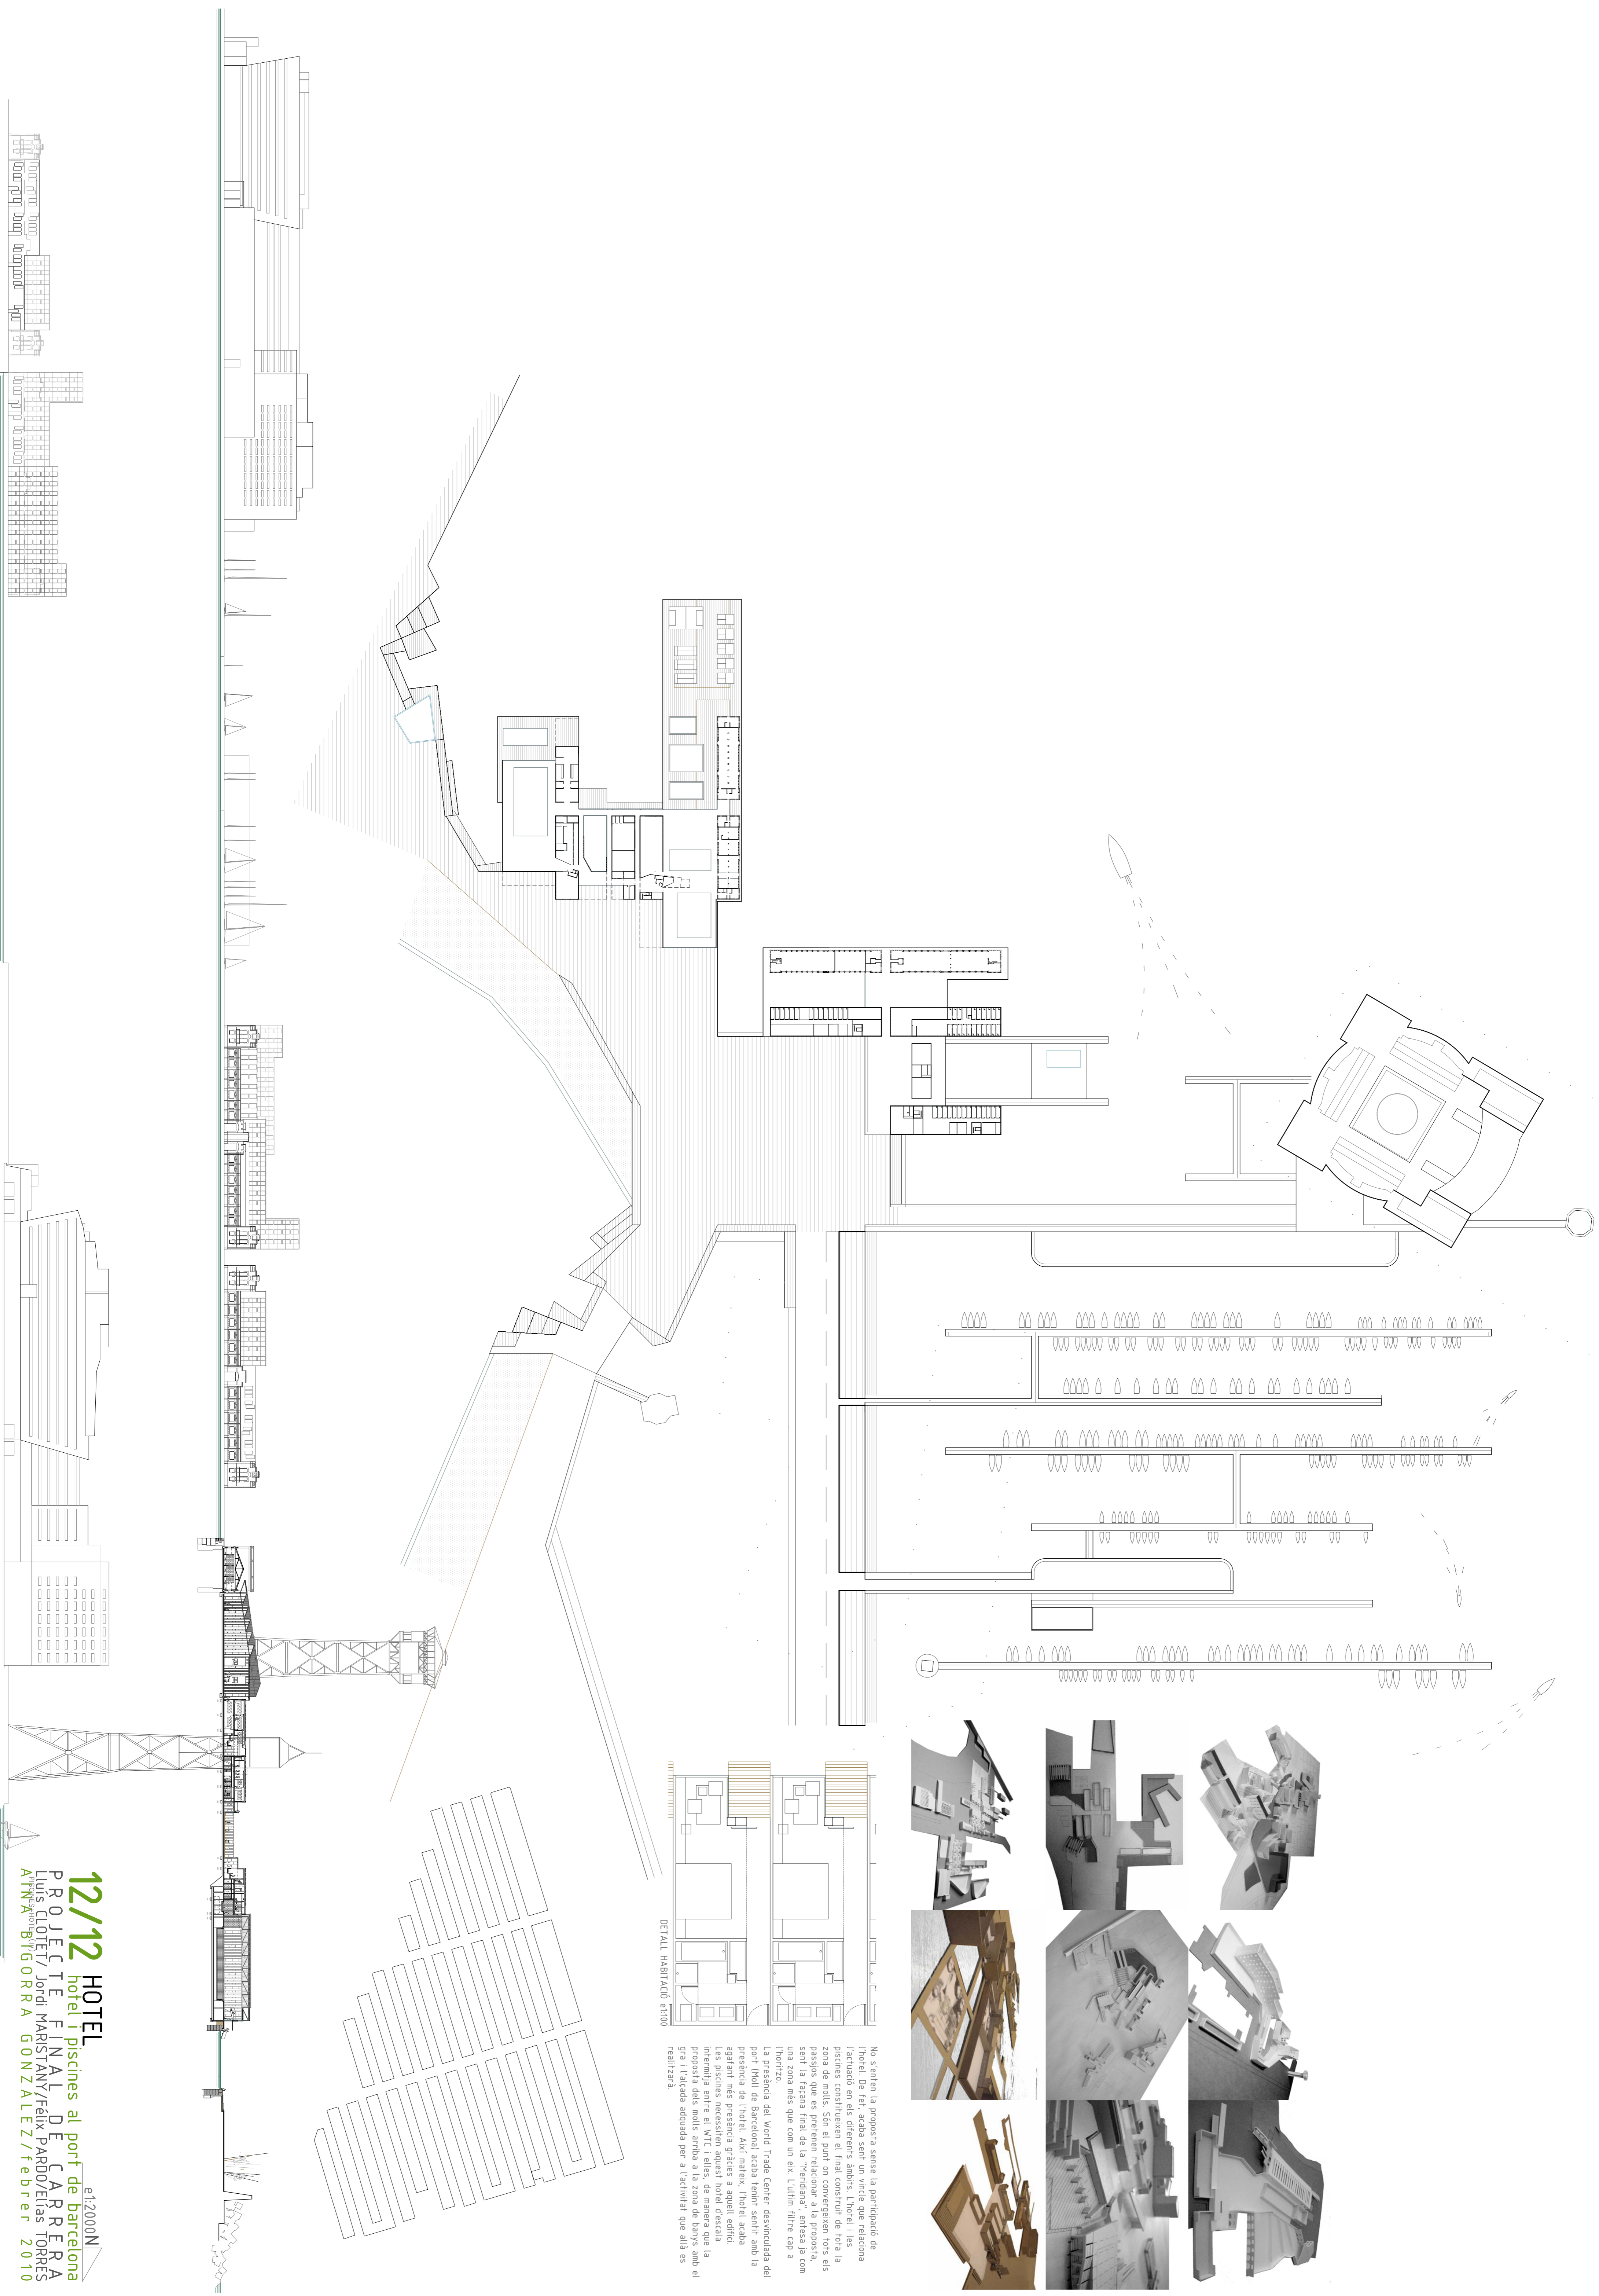 HOTEL
e1:2000
N
12/12 hotel i piscines al port de barcelona
PROJECTE FINAL DE CARRERA
Lluís CLOTET/ Jordi MARISTANY/Félix PARDO/Elías TORRES
AINA BIGORRA GONZÁLEZ/febrer 2010
DETALL HABITACIÓ e1:100
No s'enten la proposta sense la participació de
l'hotel. De fet, acaba sent un vincle que relaciona
l'actuació en els diferents àmbits. L'hotel i les
piscines constitueixen el final construït de tota la
zona de molls. Són el punt on convergeixen tots els
passjos que es pretenen relacionar a la proposta,
sent la façana final de la "Meridiana", entesa ja com
una zona més que com un eix. L'ultim filtre cap a
l'horitzo.
La presència del World Trade Center desvinculada del
port (Moll de Barcelona) acaba tenint sentit amb la
presència de l'hotel. Així mateix, l'hotel acaba
agafant més presència gràcies a aquell edifici.
Les piscines necessiten aquest hotel d'escala
intermitja entre el WTC i elles, de manera que la
proposta dels molls arriba a la zona de banys amb el
gra i l'alçada adquada per a l'activitat que allà es
realitzarà.